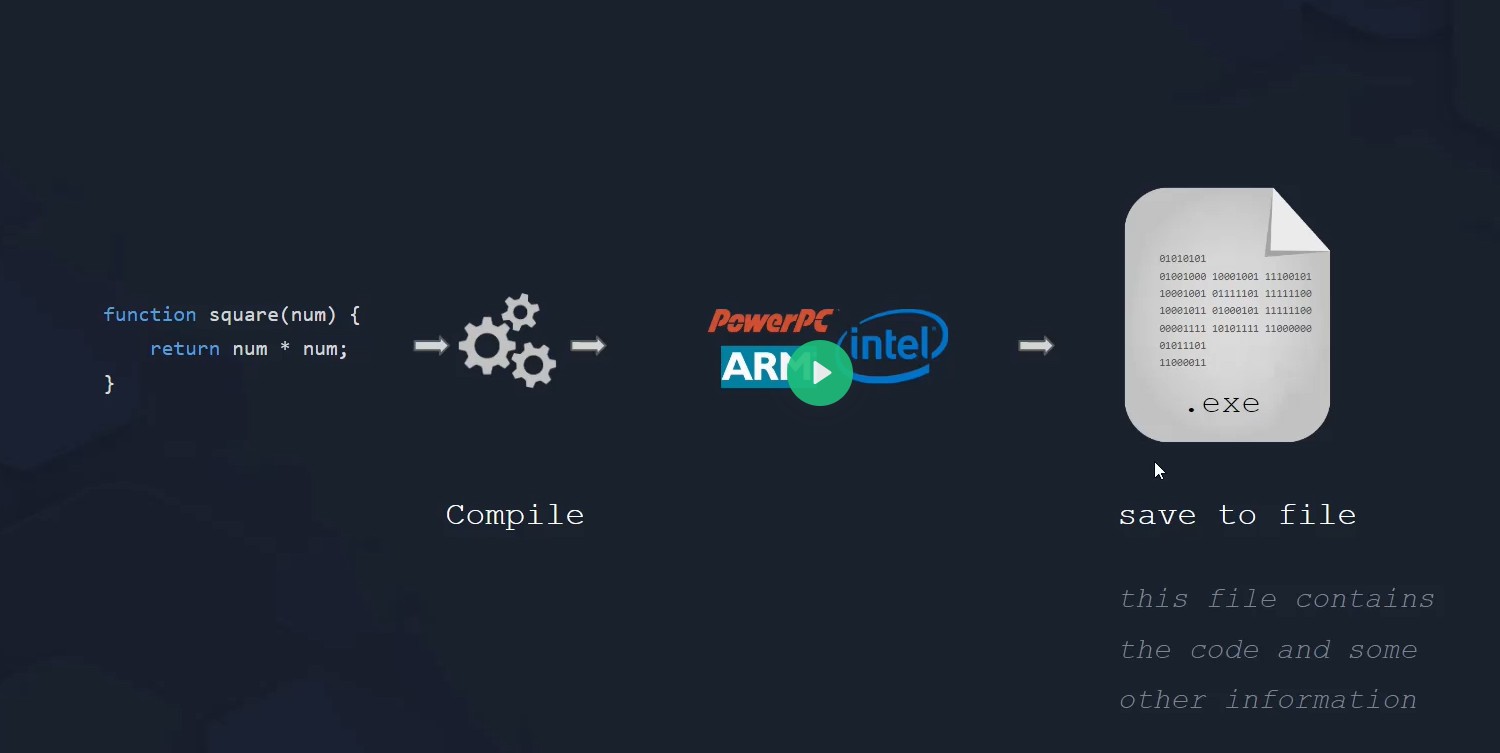 function square(num) {
return num * num;
}
PowerPC
ARM
intel
01010101
01001000 10001001 11100101
10001001 01111101 11111100
10001011 01000101 11111100
00001111 10101111 11000000
01011101
11000011
.exe
Compile
save to file
this file contains
the code and some
other information